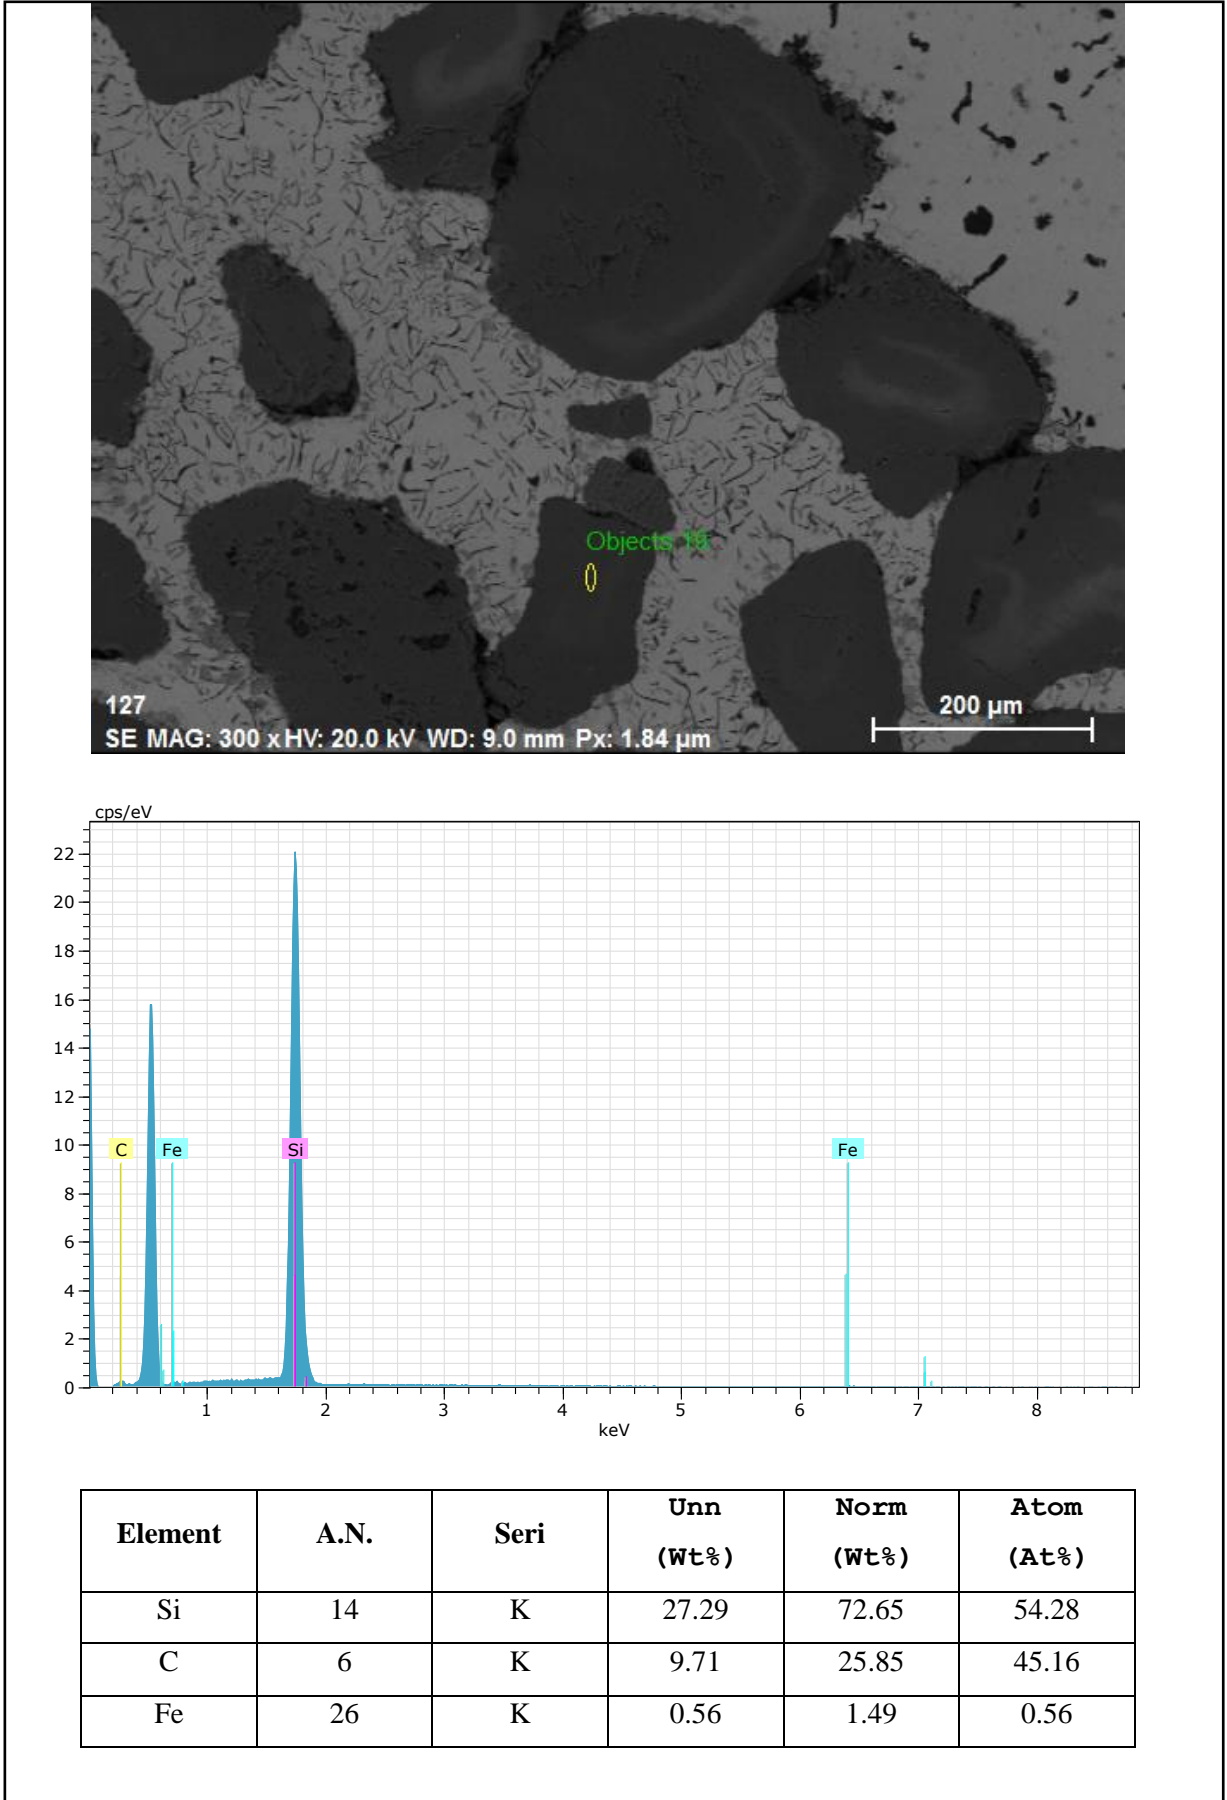 Objects 19
127
200 µm
SE MAG: 300 x HV: 20.0 kV WD: 9.0 mm Px: 1.84 µm
cps/eV
22
20
18
16
14
12
10
8
6
4
2
0
C Fe Si Fe
1 2 3 4 5 6 7 8
keV
Element A.N. Seri Unn (Wt%) Norm (Wt%) Atom (At%)
Si 14 K 27.29 72.65 54.28
C 6 K 9.71 25.85 45.16
Fe 26 K 0.56 1.49 0.56